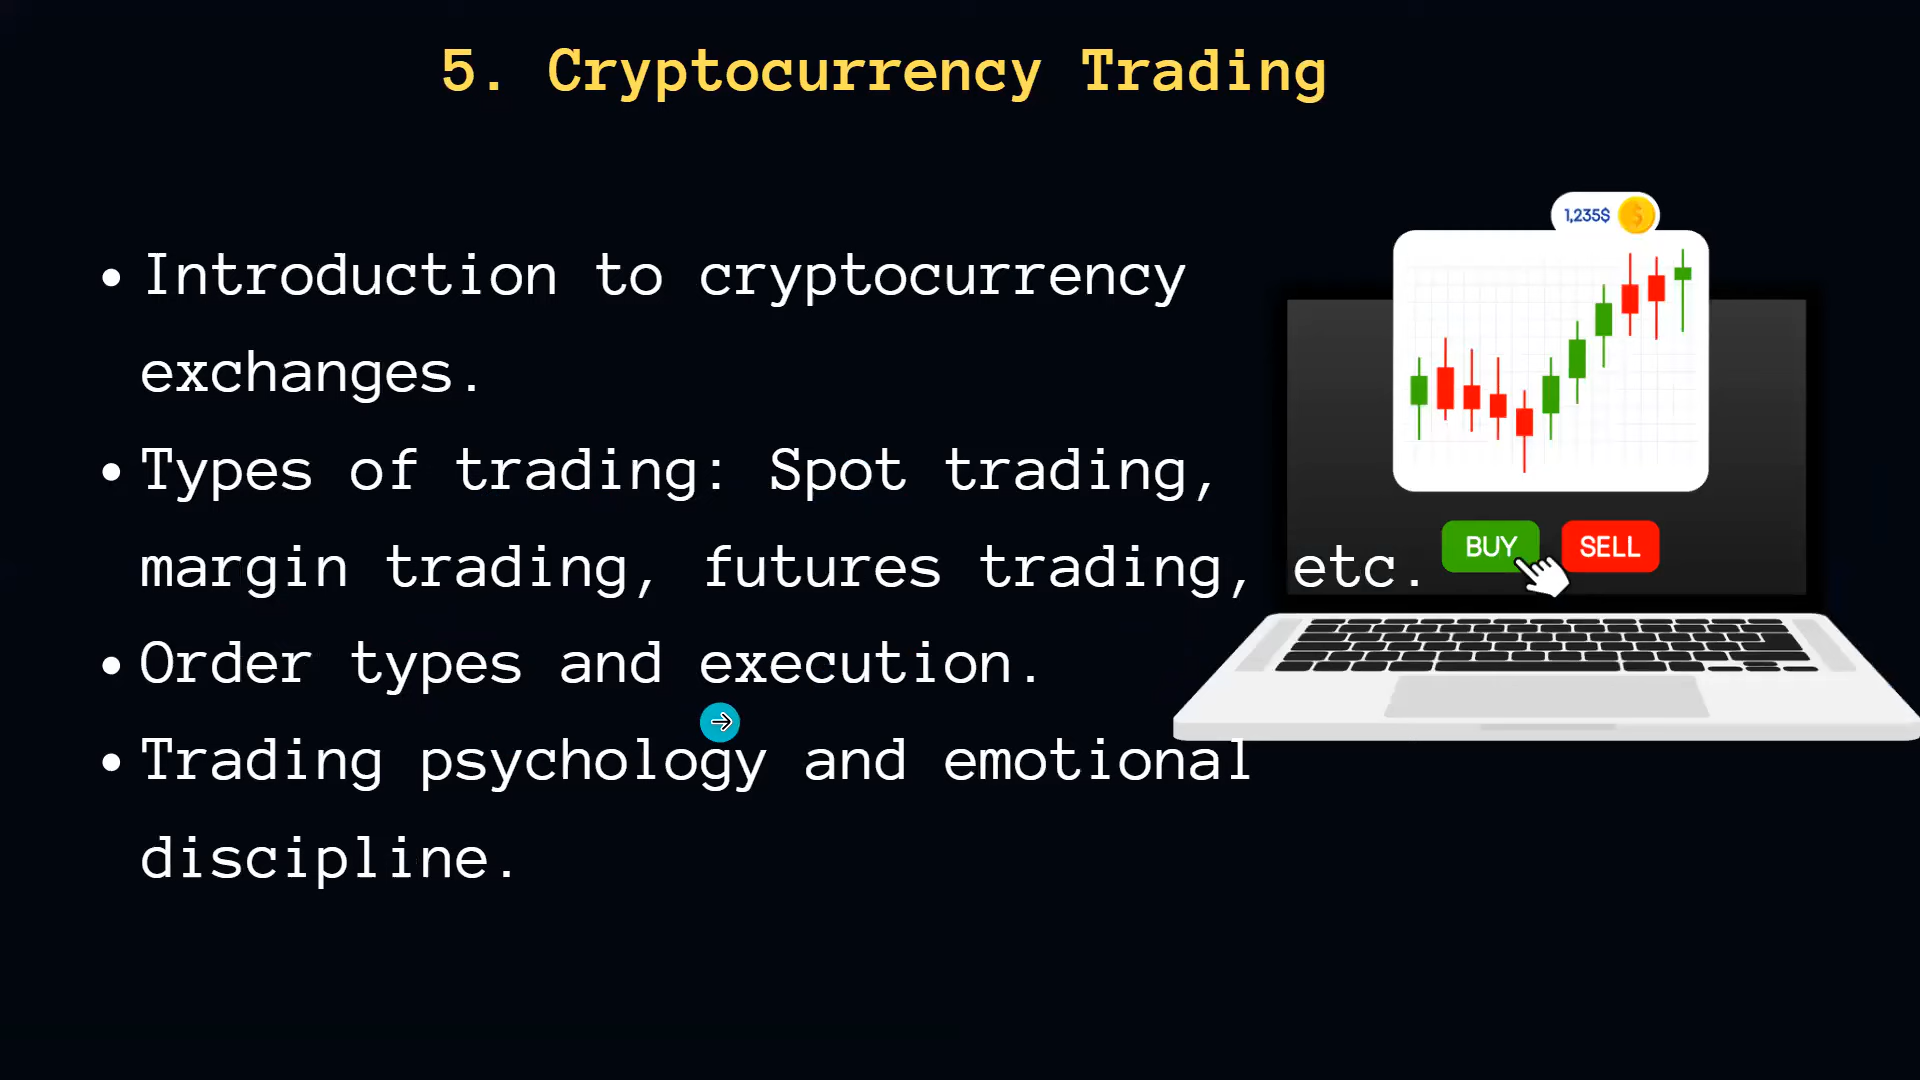 5. Cryptocurrency Trading
1,235$
$
• Introduction to cryptocurrency
exchanges.
• Types of trading: Spot trading,
margin trading, futures trading, etc.
BUY
SELL
• Order types and execution.
• Trading psychology and emotional
discipline.